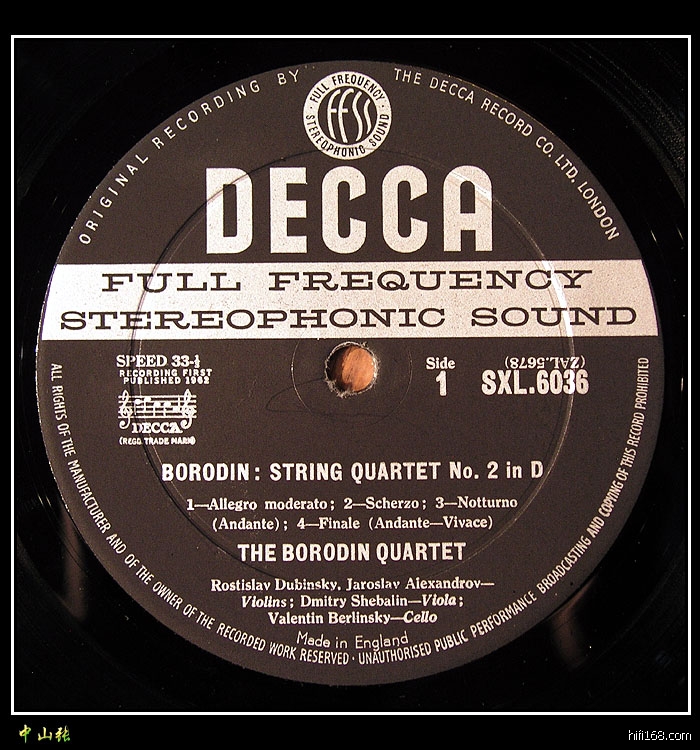 ORIGINAL RECORDING BY THE DECCA RECORD CO. LTD. LONDON
· FULL FREQUENCY ·
STEREOPHONIC SOUND
FFSS
DECCA
FULL FREQUENCY
STEREOPHONIC SOUND
SPEED 33⅓
RECORDING FIRST
PUBLISHED 1962
DECCA
(REGD. TRADE MARK)
Side
1
(ZAL.5678)
SXL.6036
BORODIN: STRING QUARTET No. 2 in D
1—Allegro moderato; 2—Scherzo; 3—Notturno
(Andante); 4—Finale (Andante—Vivace)
THE BORODIN QUARTET
Rostislav Dubinsky, Jaroslav Alexandrov—
Violins; Dmitry Shebalin—Viola;
Valentin Berlinsky—Cello
Made in England
ALL RIGHTS OF THE MANUFACTURER AND OF THE OWNER OF THE RECORDED WORK RESERVED · UNAUTHORISED PUBLIC PERFORMANCE BROADCASTING AND COPYING OF THIS RECORD PROHIBITED
中山张
hifi168.com